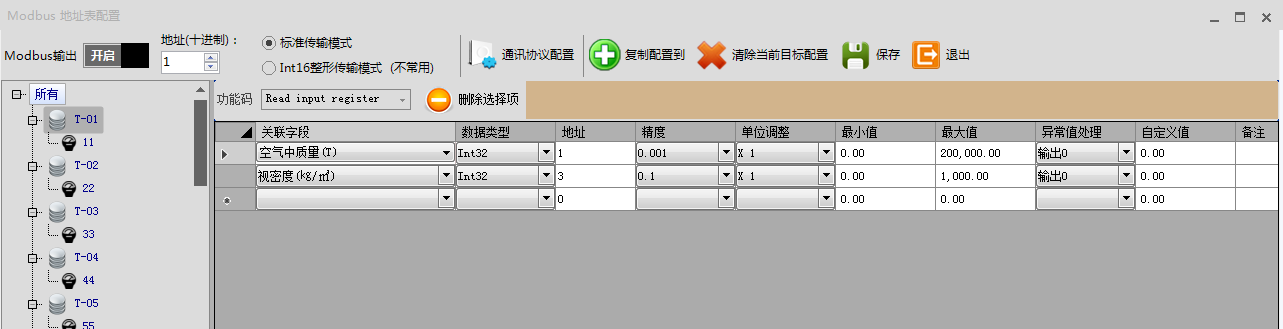 Modbus 地址表配置
Modbus输出 开启 地址(十进制)： 1 标准传输模式 Int16整形传输模式 (不常用) 通讯协议配置 复制配置到 清除当前目标配置 保存 退出
所有
T-01
11
T-02
22
T-03
33
T-04
44
T-05
55
功能码 Read input register 删除选择项
关联字段 数据类型 地址 精度 单位调整 最小值 最大值 异常值处理 自定义值 备注
空气中质量(T) Int32 1 0.001 X 1 0.00 200,000.00 输出0 0.00
视密度(kg/㎥) Int32 3 0.1 X 1 0.00 1,000.00 输出0 0.00
0 0.00 0.00 0.00